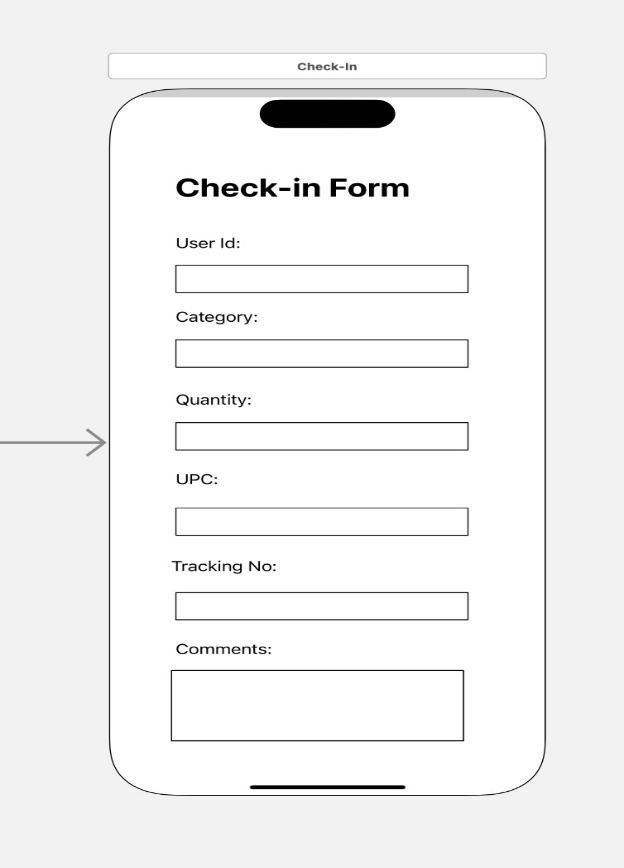 Check-In
Check-in Form
User Id:
Category:
Quantity:
UPC:
Tracking No:
Comments: